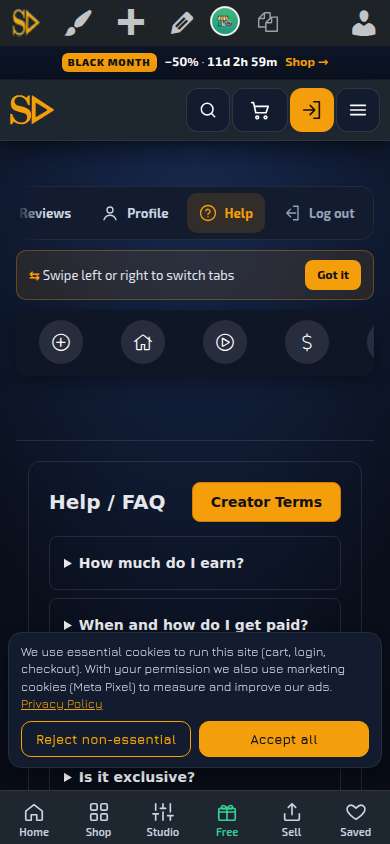 BLACK MONTH −50% · 11d 2h 59m Shop →
Reviews Profile Help Log out
⇆ Swipe left or right to switch tabs Got it
Help / FAQ Creator Terms
▶ How much do I earn?
▶ When and how do I get paid?
We use essential cookies to run this site (cart, login,
checkout). With your permission we also use marketing
cookies (Meta Pixel) to measure and improve our ads.
Privacy Policy
Reject non-essential Accept all
▶ Is it exclusive?
Home Shop Studio Free Sell Saved